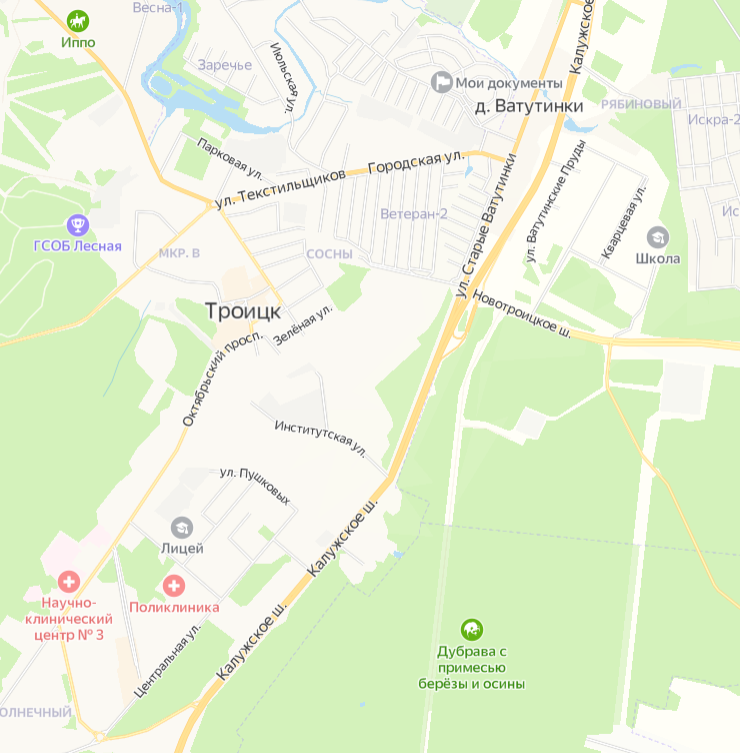 Весна-1
Иппо
Заречье
Июльская ул.
Мои документы
д. Ватутинки
Калужское
РЯБИНОВЫЙ
Искра-2
Парковая ул.
ул. Текстильщиков
Городская ул.
ГСОБ Лесная
МКР. В
СОСНЫ
Ветеран-2
ул. Старые Ватутинки
ул. Ватутинские Пруды
Кварцевая ул.
Школа
Ис
Новотроицкое ш.
Троицк
Зелёная ул.
Октябрьский просп.
Институтская ул.
ул. Пушковых
Калужское ш.
Лицей
Научно-
клинический
центр № 3
Поликлиника
Центральная ул.
Калужское ш.
Дубрава с
примесью
берёзы и осины
ОЛНЕЧНЫЙ